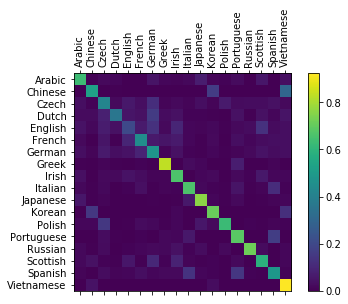 Arabic
Chinese
Czech
Dutch
English
French
German
Greek
Irish
Italian
Japanese
Korean
Polish
Portuguese
Russian
Scottish
Spanish
Vietnamese
Arabic
Chinese
Czech
Dutch
English
French
German
Greek
Irish
Italian
Japanese
Korean
Polish
Portuguese
Russian
Scottish
Spanish
Vietnamese
0.8
0.6
0.4
0.2
0.0